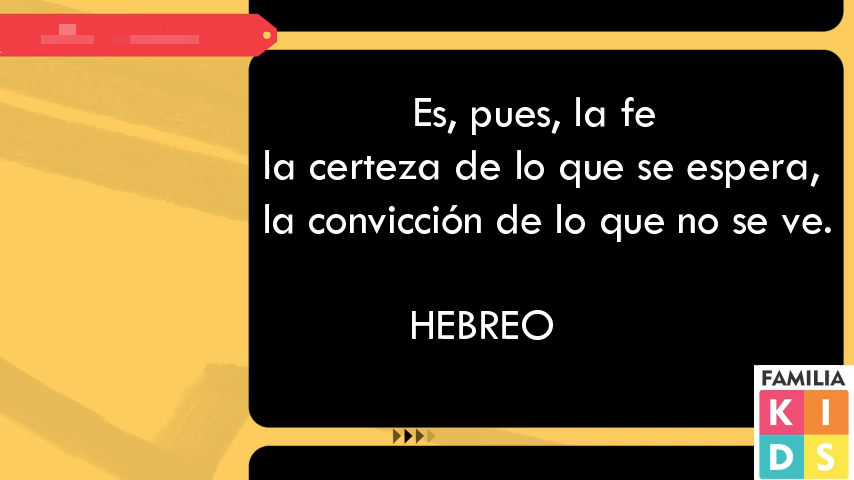 Es, pues, la fe
la certeza de lo que se espera,
la convicción de lo que no se ve.
HEBREO
FAMILIA
K I
D S